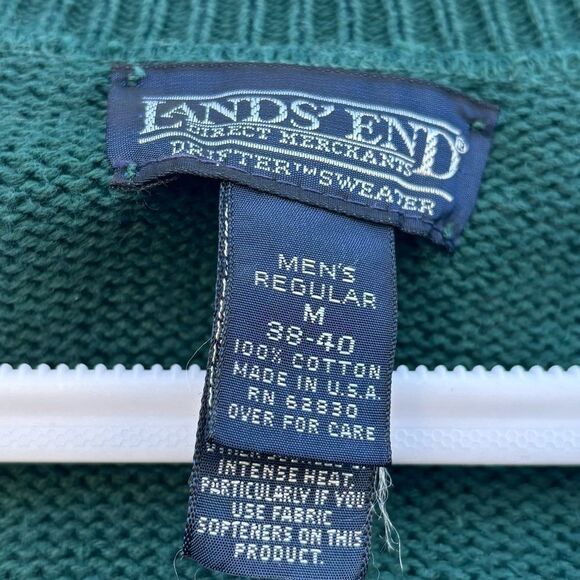 LANDS' END®
DIRECT MERCHANTS
DRIFTER™ SWEATER
MEN'S
REGULAR
M
38-40
100% COTTON
MADE IN U.S.A.
RN 62830
OVER FOR CARE
INTENSE HEAT,
PARTICULARLY IF YOU
USE FABRIC
SOFTENERS ON THIS
PRODUCT.